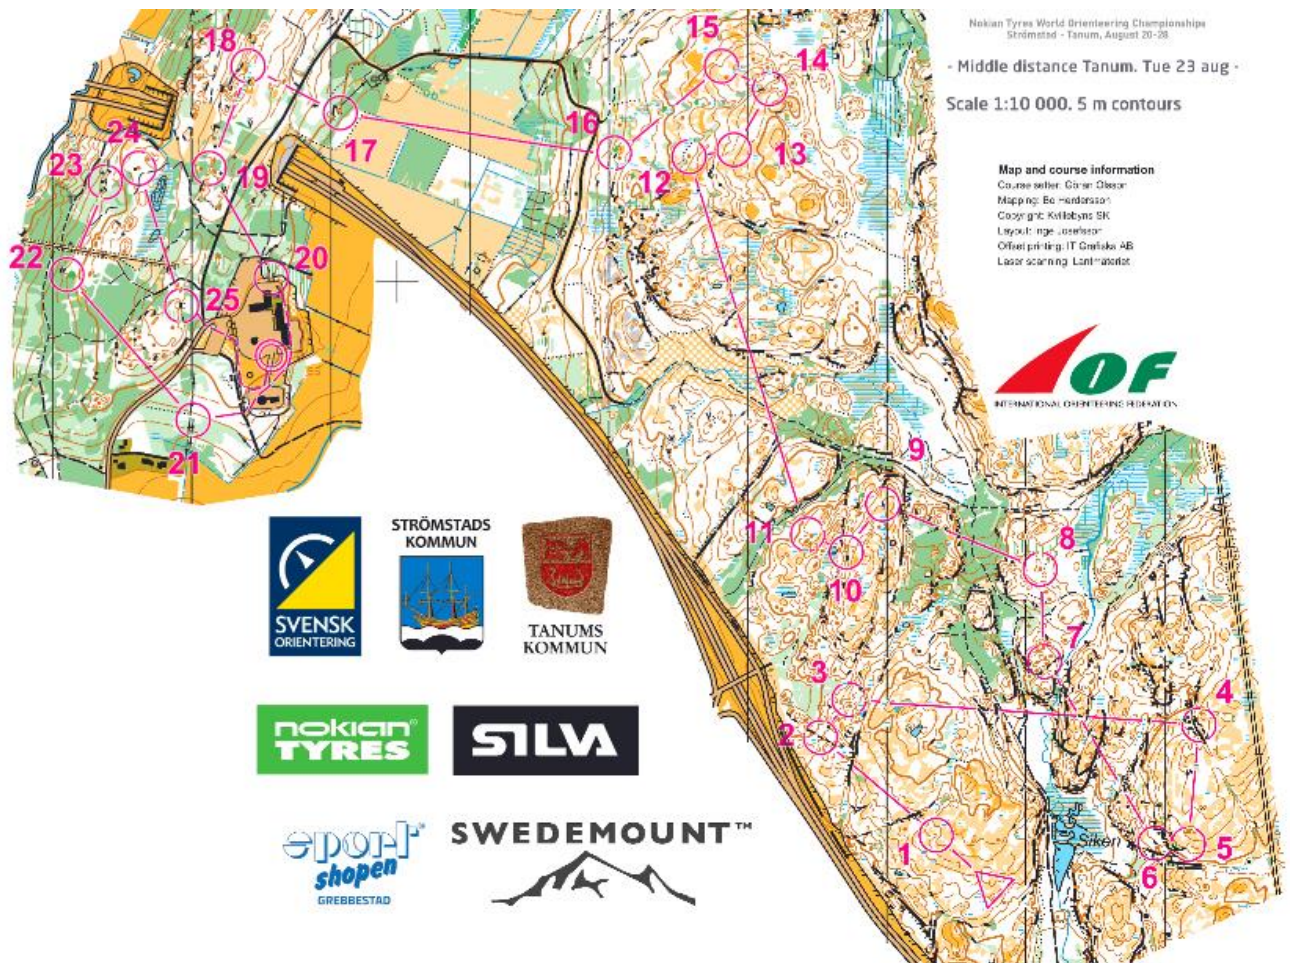 Nokian Tyres World Orienteering Championships
Strömstad - Tanum, August 20-28
- Middle distance Tanum. Tue 23 aug -
Scale 1:10 000. 5 m contours
Map and course information
Course setter: Göran Olsson
Mapping: Bo Hardarsson
Copyright: Kvillebyns SK
Layout: Inge Josefsson
Offset printing: IT Grafiska AB
Laser scanning: Lantmäteriet
IOF
INTERNATIONAL ORIENTEERING FEDERATION
15
18
14
16
24
17
13
23
19
12
22
20
25
9
21
11
8
10
7
3
4
2
1
5
6
Siken
SVENSK
ORIENTERING
STRÖMSTADS
KOMMUN
TANUMS
KOMMUN
nokian®
TYRES
SILVA
sport®
shopen
GREBBESTAD
SWEDEMOUNT™